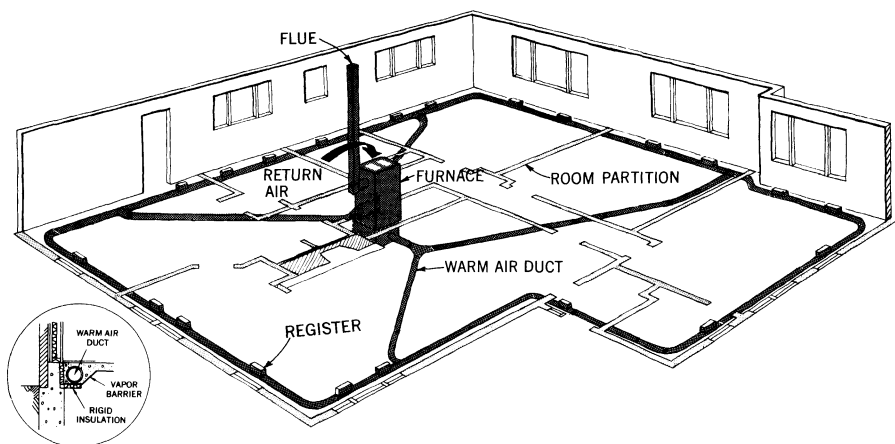 FLUE
RETURN
AIR
FURNACE
ROOM PARTITION
WARM AIR DUCT
REGISTER
WARM AIR
DUCT
VAPOR
BARRIER
RIGID
INSULATION